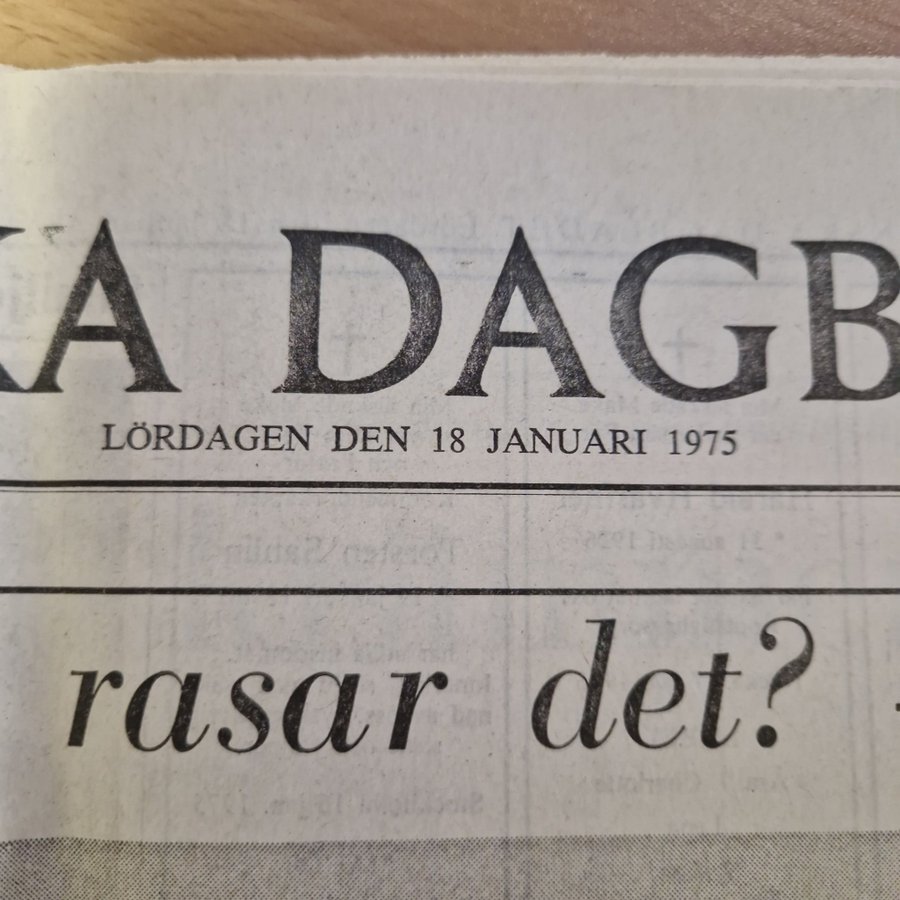 KA DAGB
LÖRDAGEN DEN 18 JANUARI 1975
rasar det?